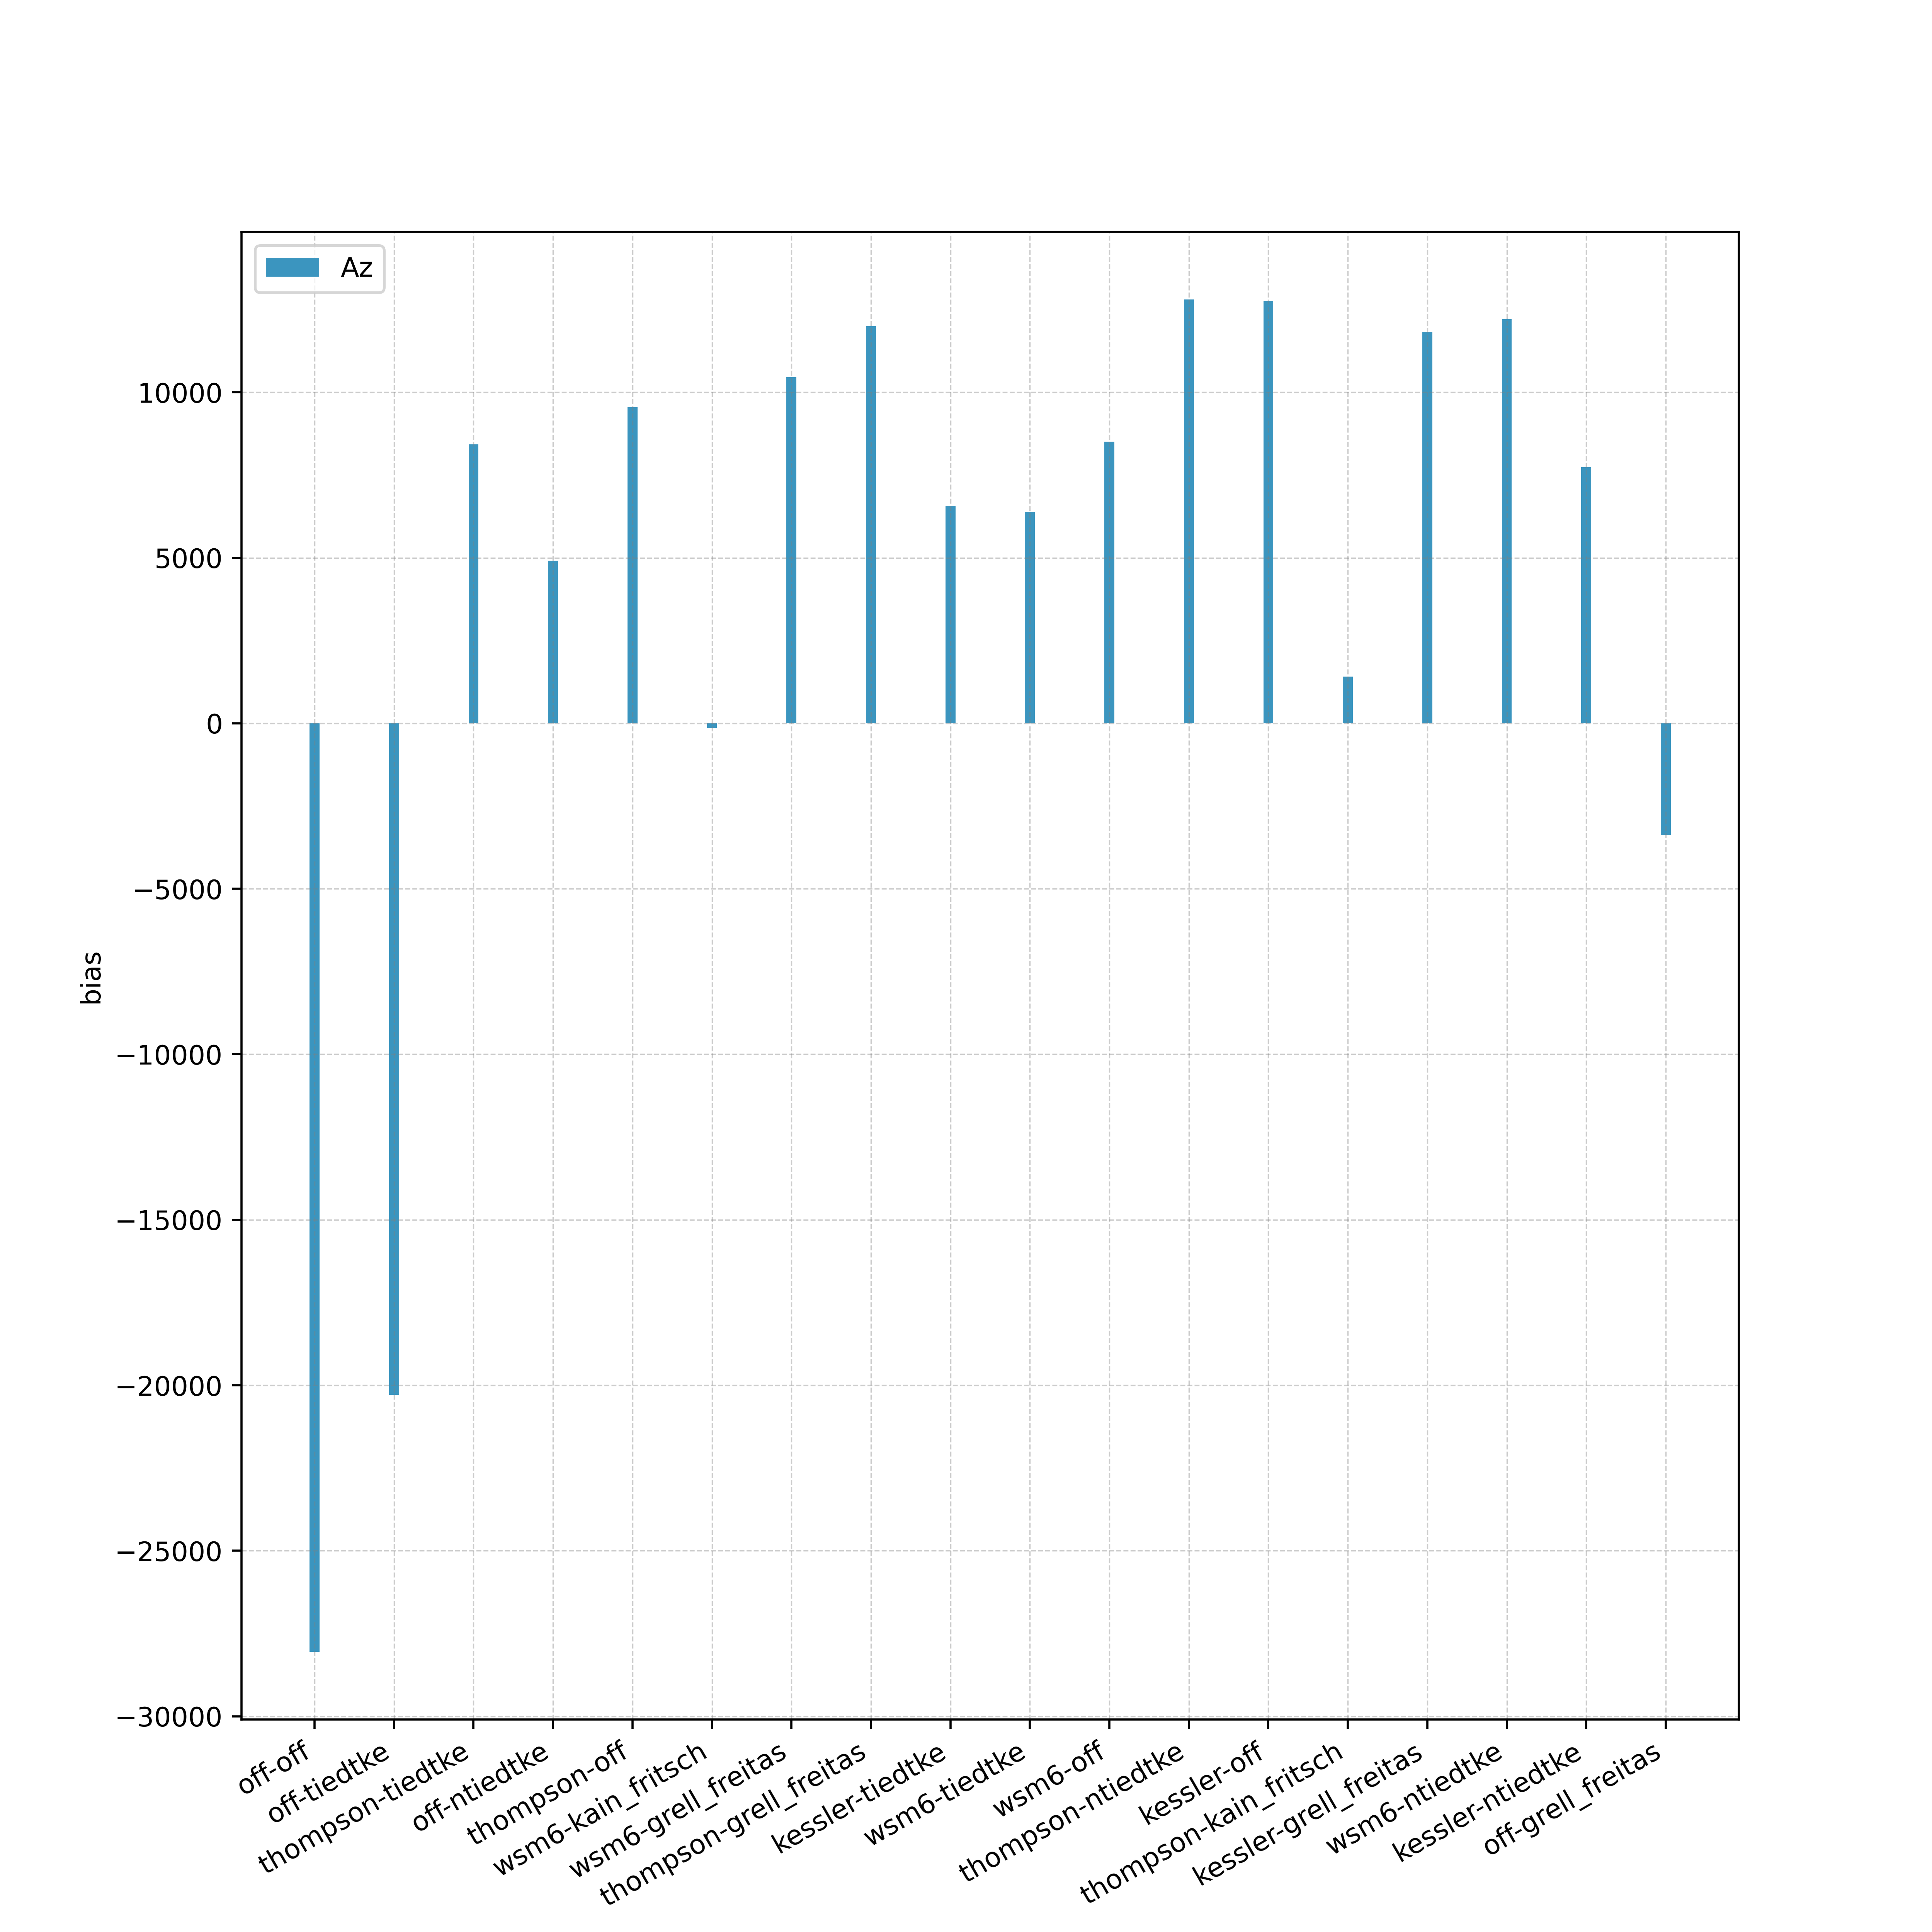 Az
10000
5000
0
−5000
−10000
−15000
−20000
−25000
−30000
bias
off-off
off-tiedtke
thompson-tiedtke
off-ntiedtke
thompson-off
wsm6-kain_fritsch
wsm6-grell_freitas
thompson-grell_freitas
kessler-tiedtke
wsm6-tiedtke
wsm6-off
thompson-ntiedtke
kessler-off
thompson-kain_fritsch
kessler-grell_freitas
wsm6-ntiedtke
kessler-ntiedtke
off-grell_freitas